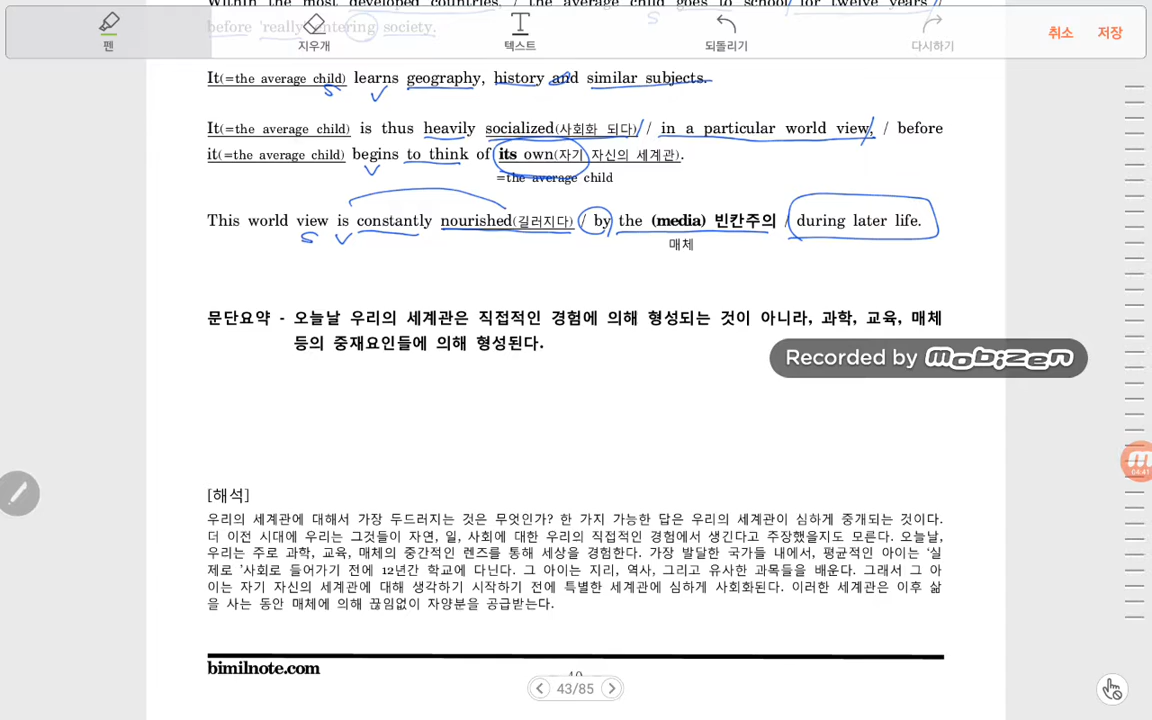 Within the most developed countries, / the average child goes to school / for twelve years /
before 'really entering society.
펜
지우개
텍스트
되돌리기
다시하기
취소
저장
It(=the average child) learns geography, history and similar subjects.
S V
It(=the average child) is thus heavily socialized(사회화 되다) / in a particular world view, / before
it(=the average child) begins to think of its own(자기 자신의 세계관).
V
=the average child
This world view is constantly nourished(길러지다) / by the (media) 빈칸주의 / during later life.
S V
매체
문단요약 - 오늘날 우리의 세계관은 직접적인 경험에 의해 형성되는 것이 아니라, 과학, 교육, 매체
등의 중재요인들에 의해 형성된다.
Recorded by mobizen
04:41
[해석]
우리의 세계관에 대해서 가장 두드러지는 것은 무엇인가? 한 가지 가능한 답은 우리의 세계관이 심하게 중개되는 것이다.
더 이전 시대에 우리는 그것들이 자연, 일, 사회에 대한 우리의 직접적인 경험에서 생긴다고 주장했을지도 모른다. 오늘날,
우리는 주로 과학, 교육, 매체의 중간적인 렌즈를 통해 세상을 경험한다. 가장 발달한 국가들 내에서, 평균적인 아이는 '실
제로 '사회로 들어가기 전에 12년간 학교에 다닌다. 그 아이는 지리, 역사, 그리고 유사한 과목들을 배운다. 그래서 그 아
이는 자기 자신의 세계관에 대해 생각하기 시작하기 전에 특별한 세계관에 심하게 사회화된다. 이러한 세계관은 이후 삶
을 사는 동안 매체에 의해 끊임없이 자양분을 공급받는다.
bimilnote.com
43/85